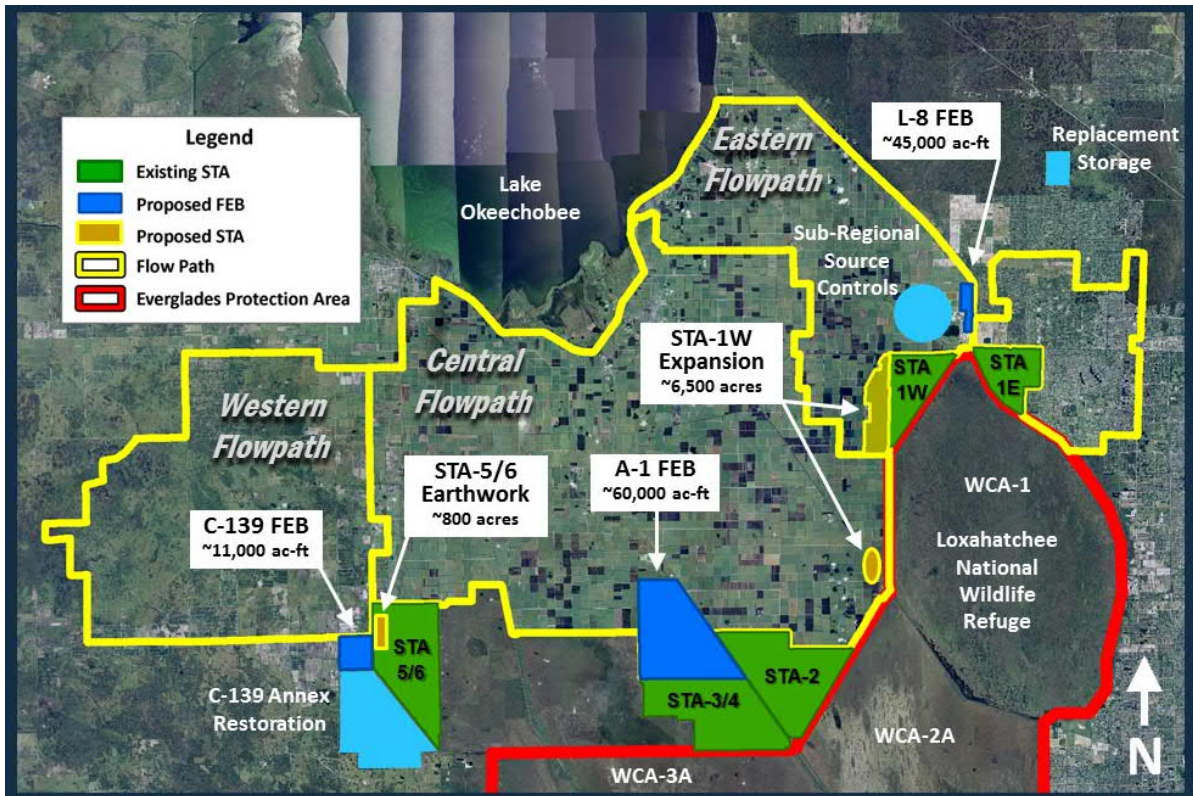 Legend
Existing STA
Proposed FEB
Proposed STA
Flow Path
Everglades Protection Area
Lake
Okeechobee
Eastern
Flowpath
L-8 FEB
~45,000 ac-ft
Replacement
Storage
Sub-Regional
Source
Controls
STA-1W
Expansion
~6,500 acres
STA
1W
STA
1E
Central
Flowpath
Western
Flowpath
STA-5/6
Earthwork
~800 acres
A-1 FEB
~60,000 ac-ft
C-139 FEB
~11,000 ac-ft
WCA-1
Loxahatchee
National
Wildlife
Refuge
STA
5/6
C-139 Annex
Restoration
STA-3/4
STA-2
WCA-2A
WCA-3A
N